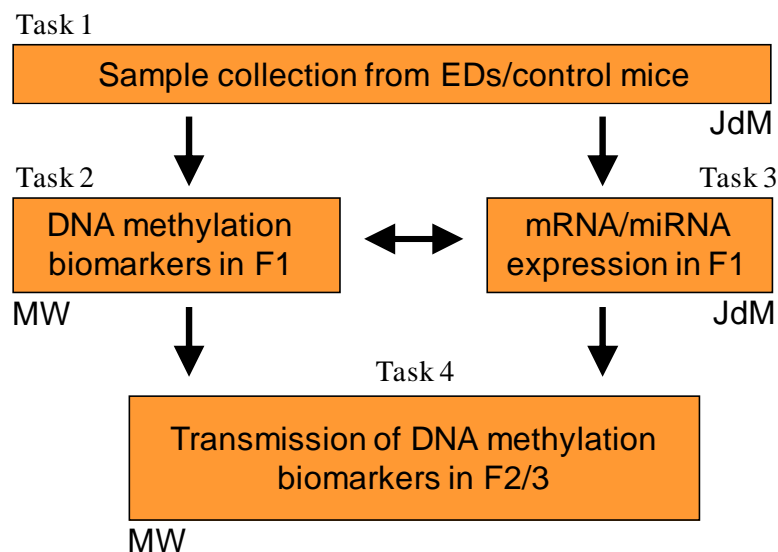 Task 1
Sample collection from EDs/control mice
JdM
Task 2
DNA methylation
biomarkers in F1
MW
Task 3
mRNA/miRNA
expression in F1
JdM
Task 4
Transmission of DNA methylation
biomarkers in F2/3
MW